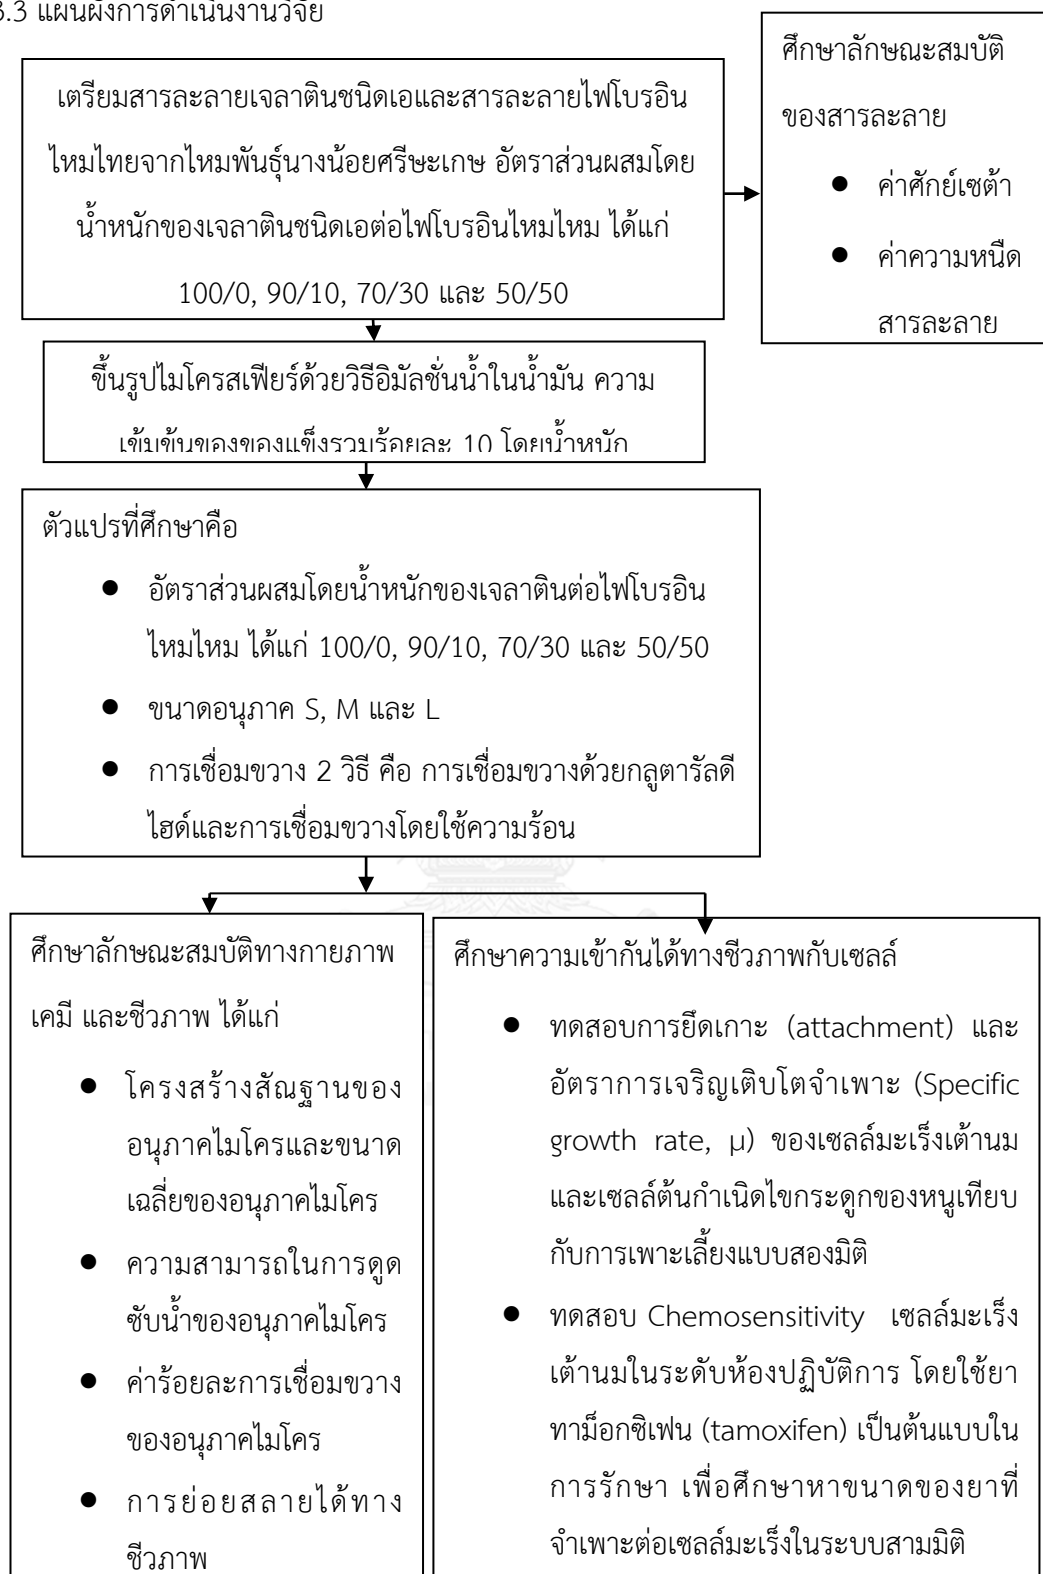 3.3 แผนผังการดำเนินงานวิจัย
เตรียมสารละลายเจลาตินชนิดเอและสารละลายไฟโบรอิน
ไหมไทยจากไหมพันธุ์นางน้อยศรีษะเกษ อัตราส่วนผสมโดย
น้ำหนักของเจลาตินชนิดเอต่อไฟโบรอินไหมไหม ได้แก่
100/0, 90/10, 70/30 และ 50/50
ศึกษาลักษณะสมบัติ
ของสารละลาย
● ค่าศักย์เซต้า
● ค่าความหนืด
สารละลาย
ขึ้นรูปไมโครสเฟียร์ด้วยวิธีอิมัลชั่นน้ำในน้ำมัน ความ
เข้มข้นของของแข็งรวมร้อยละ 10 โดยน้ำหนัก
ตัวแปรที่ศึกษาคือ
● อัตราส่วนผสมโดยน้ำหนักของเจลาตินต่อไฟโบรอิน
ไหมไหม ได้แก่ 100/0, 90/10, 70/30 และ 50/50
● ขนาดอนุภาค S, M และ L
● การเชื่อมขวาง 2 วิธี คือ การเชื่อมขวางด้วยกลูตารัลดี
ไฮด์และการเชื่อมขวางโดยใช้ความร้อน
ศึกษาลักษณะสมบัติทางกายภาพ
เคมี และชีวภาพ ได้แก่
● โครงสร้างสัณฐานของ
อนุภาคไมโครและขนาด
เฉลี่ยของอนุภาคไมโคร
● ความสามารถในการดูด
ซับน้ำของอนุภาคไมโคร
● ค่าร้อยละการเชื่อมขวาง
ของอนุภาคไมโคร
● การย่อยสลายได้ทาง
ชีวภาพ
ศึกษาความเข้ากันได้ทางชีวภาพกับเซลล์
● ทดสอบการยึดเกาะ (attachment) และ
อัตราการเจริญเติบโตจำเพาะ (Specific
growth rate, µ) ของเซลล์มะเร็งเต้านม
และเซลล์ต้นกำเนิดไขกระดูกของหนูเทียบ
กับการเพาะเลี้ยงแบบสองมิติ
● ทดสอบ Chemosensitivity เซลล์มะเร็ง
เต้านมในระดับห้องปฏิบัติการ โดยใช้ยา
ทาม็อกซิเฟน (tamoxifen) เป็นต้นแบบใน
การรักษา เพื่อศึกษาหาขนาดของยาที่
จำเพาะต่อเซลล์มะเร็งในระบบสามมิติ